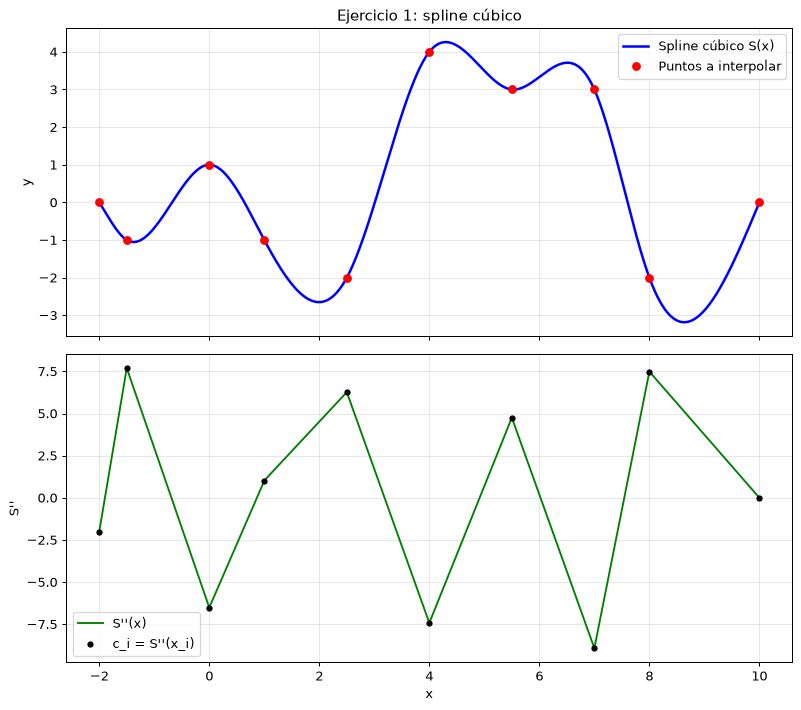 Ejercicio 1: spline cúbico
Spline cúbico S(x)
Puntos a interpolar
4
3
2
1
0
−1
−2
−3
y
7.5
5.0
2.5
0.0
−2.5
−5.0
−7.5
S''
S''(x)
c_i = S''(x_i)
−2
0
2
4
6
8
10
x